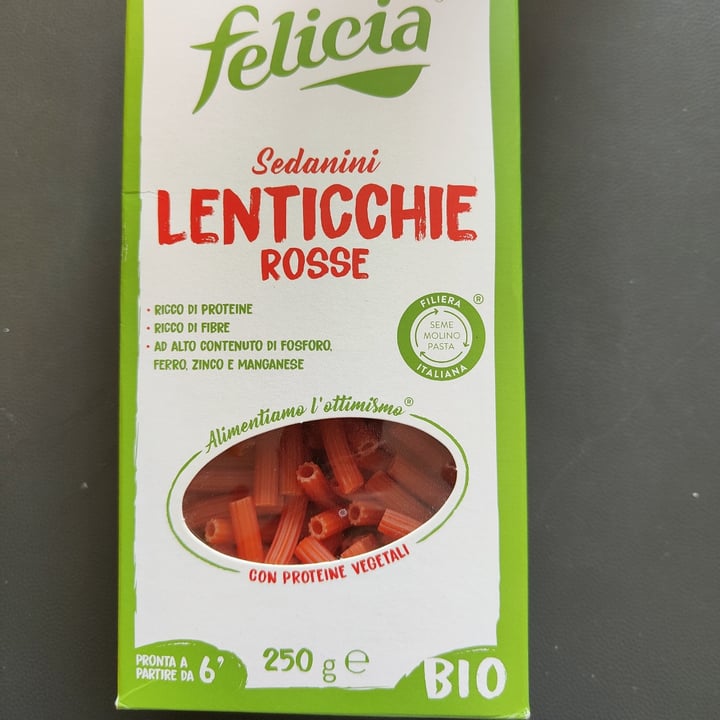 felicia
Sedanini
LENTICCHIE
ROSSE
• RICCO DI PROTEINE
• RICCO DI FIBRE
• AD ALTO CONTENUTO DI FOSFORO,
FERRO, ZINCO E MANGANESE
FILIERA ®
SEME
MOLINO
PASTA
ITALIANA
Alimentiamo l'ottimismo®
CON PROTEINE VEGETALI
PRONTA A
PARTIRE DA 6'
250 g ℮
BIO